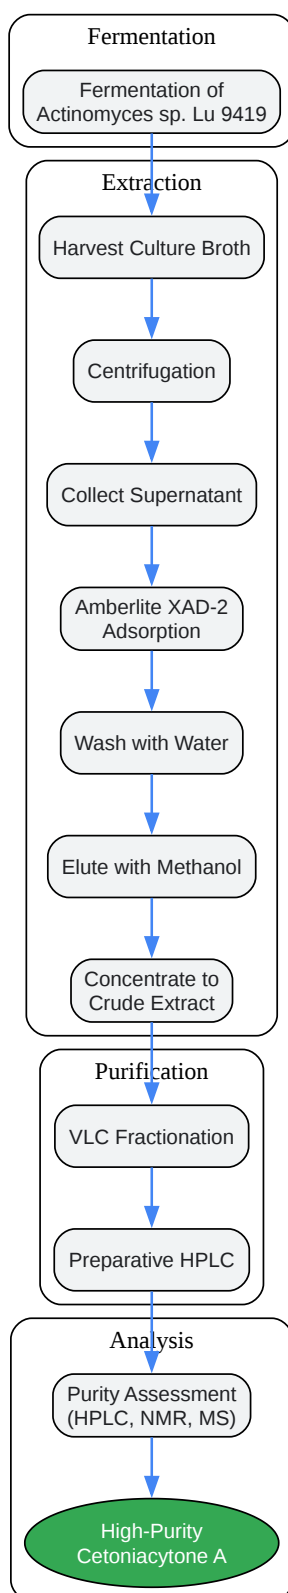 Fermentation
Fermentation of
Actinomyces sp. Lu 9419
Extraction
Harvest Culture Broth
Centrifugation
Collect Supernatant
Amberlite XAD-2
Adsorption
Wash with Water
Elute with Methanol
Concentrate to
Crude Extract
Purification
VLC Fractionation
Preparative HPLC
Analysis
Purity Assessment
(HPLC, NMR, MS)
High-Purity
Cetoniacytone A